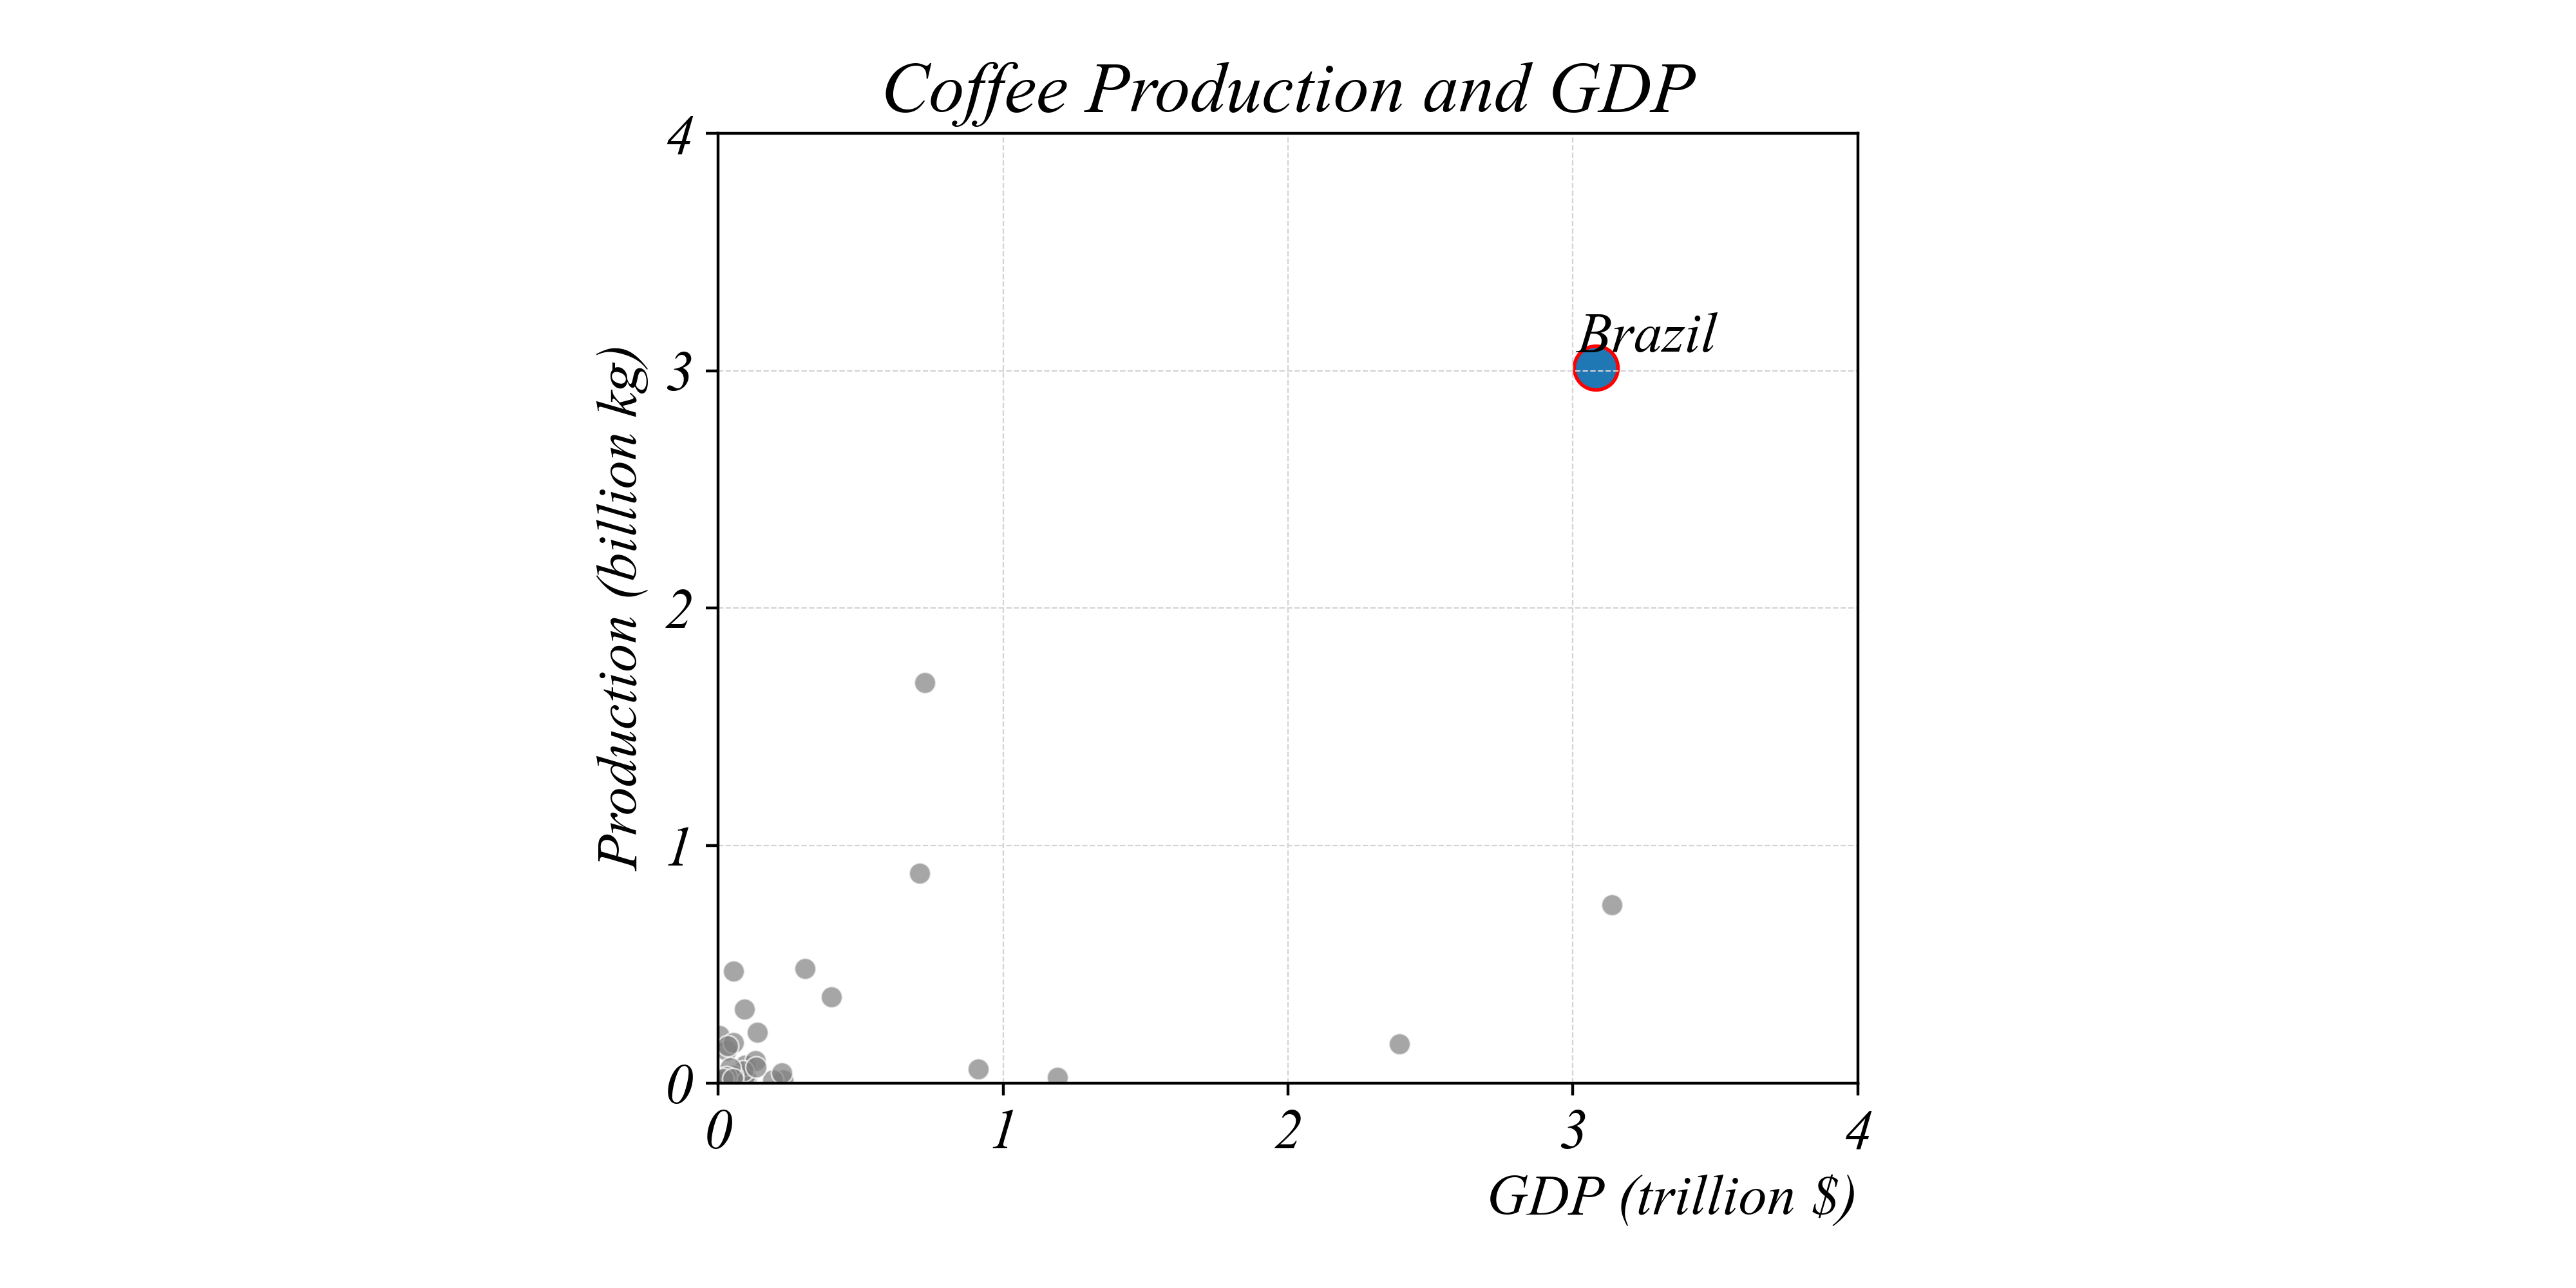 Coffee Production and GDP
Production (billion kg)
4
3
2
1
0
Brazil
0 1 2 3 4
GDP (trillion $)